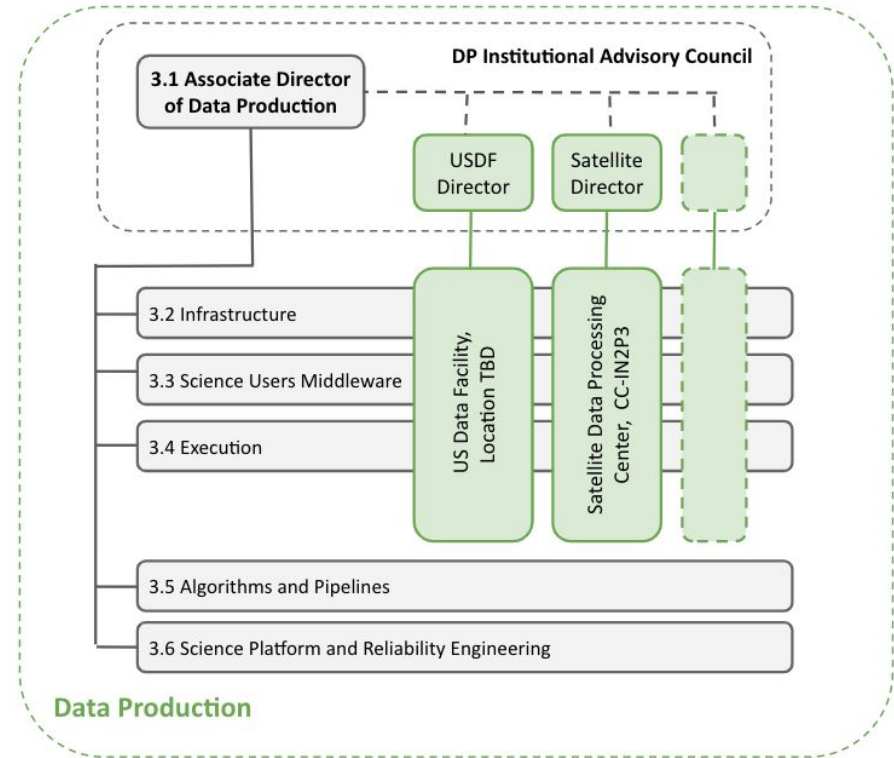 DP Institutional Advisory Council
3.1 Associate Director
of Data Production
USDF
Director
Satellite
Director
3.2 Infrastructure
3.3 Science Users Middleware
3.4 Execution
US Data Facility,
Location TBD
Satellite Data Processing
Center, CC-IN2P3
3.5 Algorithms and Pipelines
3.6 Science Platform and Reliability Engineering
Data Production